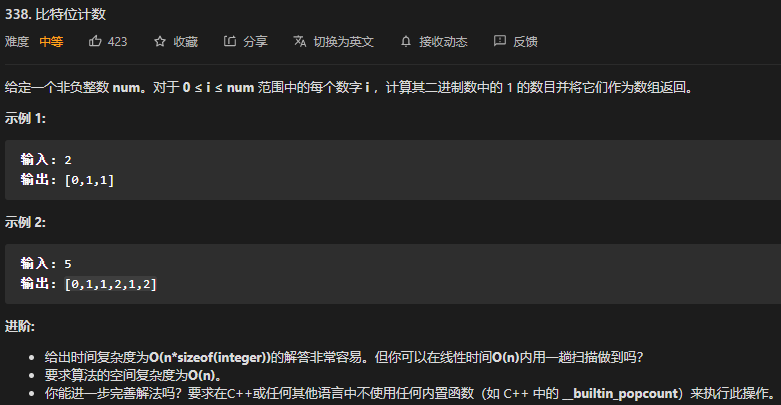 338. 比特位计数
难度 中等 423 收藏 分享 切换为英文 接收动态 反馈
给定一个非负整数 num。对于 0 ≤ i ≤ num 范围中的每个数字 i ，计算其二进制数中的 1 的数目并将它们作为数组返回。
示例 1:
输入: 2
输出: [0,1,1]
示例 2:
输入: 5
输出: [0,1,1,2,1,2]
进阶:
• 给出时间复杂度为O(n*sizeof(integer))的解答非常容易。但你可以在线性时间O(n)内用一趟扫描做到吗？
• 要求算法的空间复杂度为O(n)。
• 你能进一步完善解法吗？要求在C++或任何其他语言中不使用任何内置函数（如 C++ 中的 __builtin_popcount）来执行此操作。